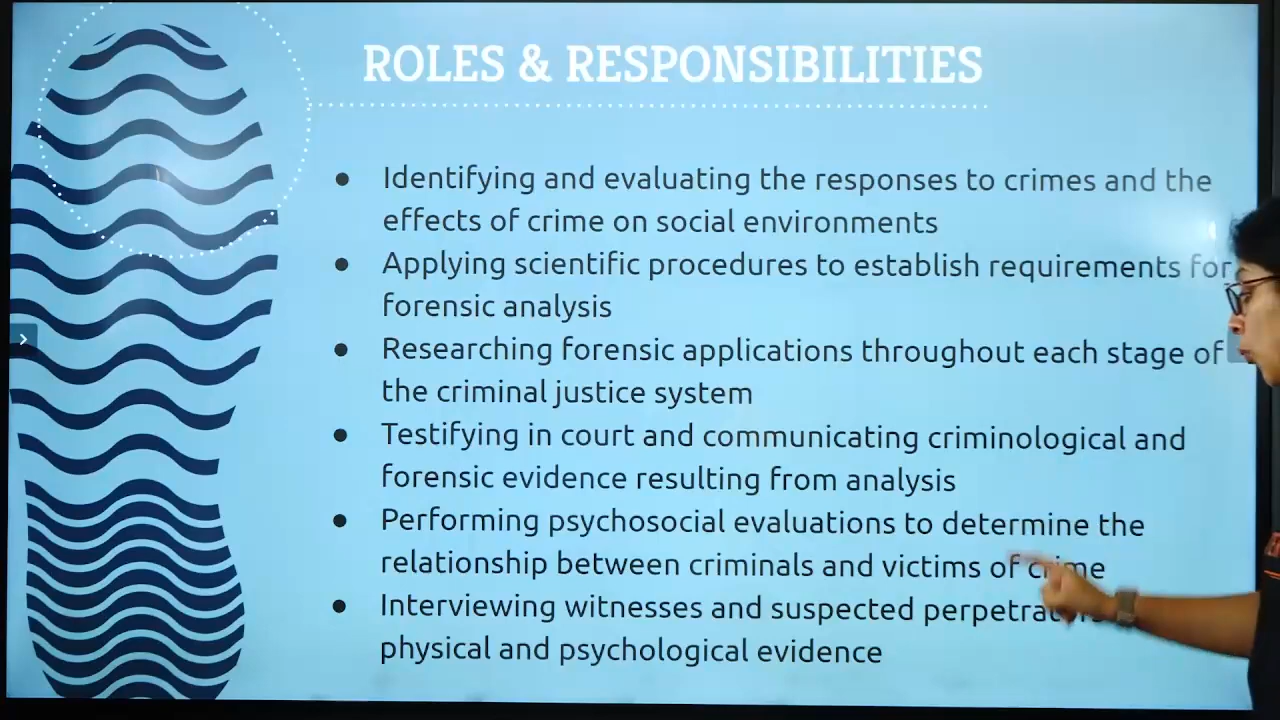 ROLES & RESPONSIBILITIES
● Identifying and evaluating the responses to crimes and the
effects of crime on social environments
● Applying scientific procedures to establish requirements for
forensic analysis
● Researching forensic applications throughout each stage of
the criminal justice system
● Testifying in court and communicating criminological and
forensic evidence resulting from analysis
● Performing psychosocial evaluations to determine the
relationship between criminals and victims of crime
● Interviewing witnesses and suspected
physical and psychological evidence